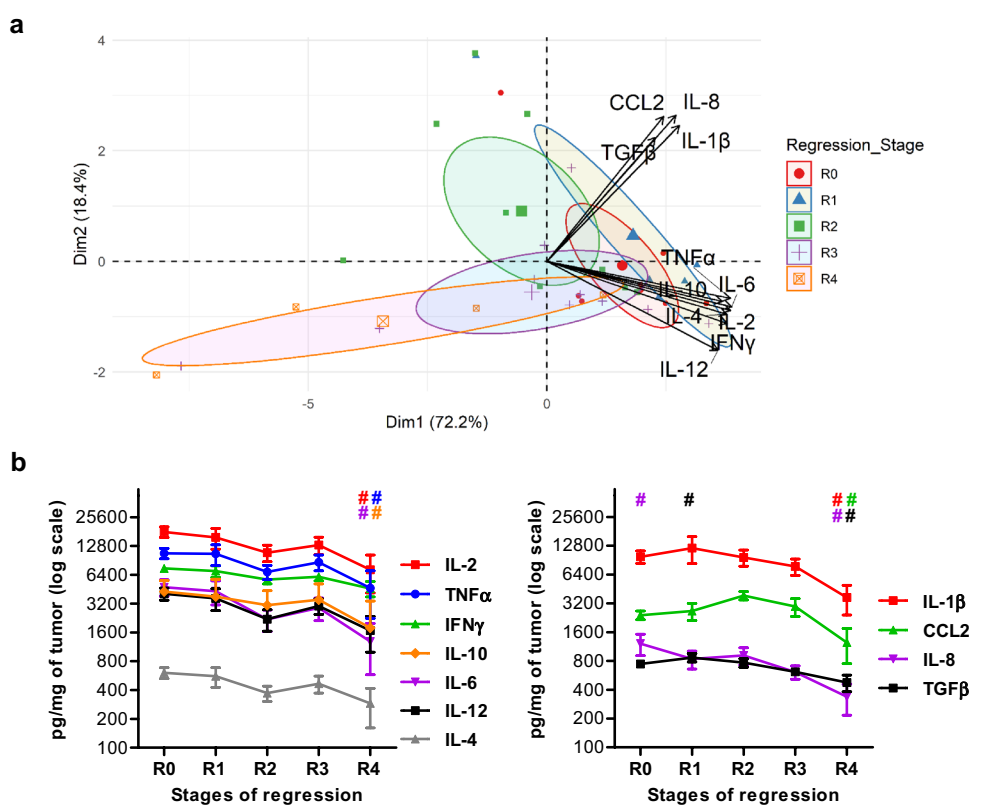 a
4
2
0
-2
-5
0
Dim2 (18.4%)
Dim1 (72.2%)
CCL2
IL-8
TGFβ
IL-1β
TNFα
IL-10
IL-6
IL-4
IL-2
IFNγ
IL-12
Regression_Stage
R0
R1
R2
R3
R4
b
pg/mg of tumor (log scale)
25600
12800
6400
3200
1600
800
400
200
100
# #
# #
R0 R1 R2 R3 R4
Stages of regression
IL-2
TNFα
IFNγ
IL-10
IL-6
IL-12
IL-4
pg/mg of tumor (log scale)
25600
12800
6400
3200
1600
800
400
200
100
# # # #
# #
R0 R1 R2 R3 R4
Stages of regression
IL-1β
CCL2
IL-8
TGFβ